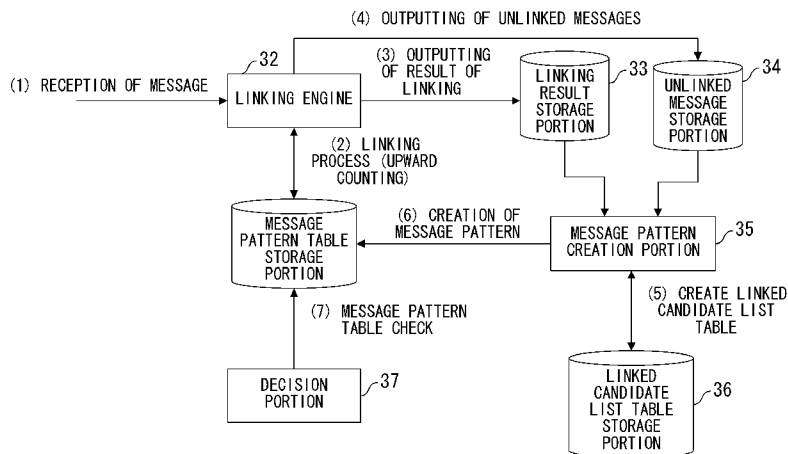 (4) OUTPUTTING OF UNLINKED MESSAGES
32
(3) OUTPUTTING
OF RESULT OF
LINKING
33
34
(1) RECEPTION OF MESSAGE
LINKING ENGINE
LINKING
RESULT
STORAGE
PORTION
UNLINKED
MESSAGE
STORAGE
PORTION
(2) LINKING
PROCESS (UPWARD
COUNTING)
MESSAGE
PATTERN TABLE
STORAGE
PORTION
(6) CREATION OF
MESSAGE PATTERN
MESSAGE PATTERN
CREATION PORTION
35
(5) CREATE LINKED
CANDIDATE LIST
TABLE
(7) MESSAGE PATTERN
TABLE CHECK
DECISION
PORTION
37
LINKED
CANDIDATE
LIST TABLE
STORAGE
PORTION
36